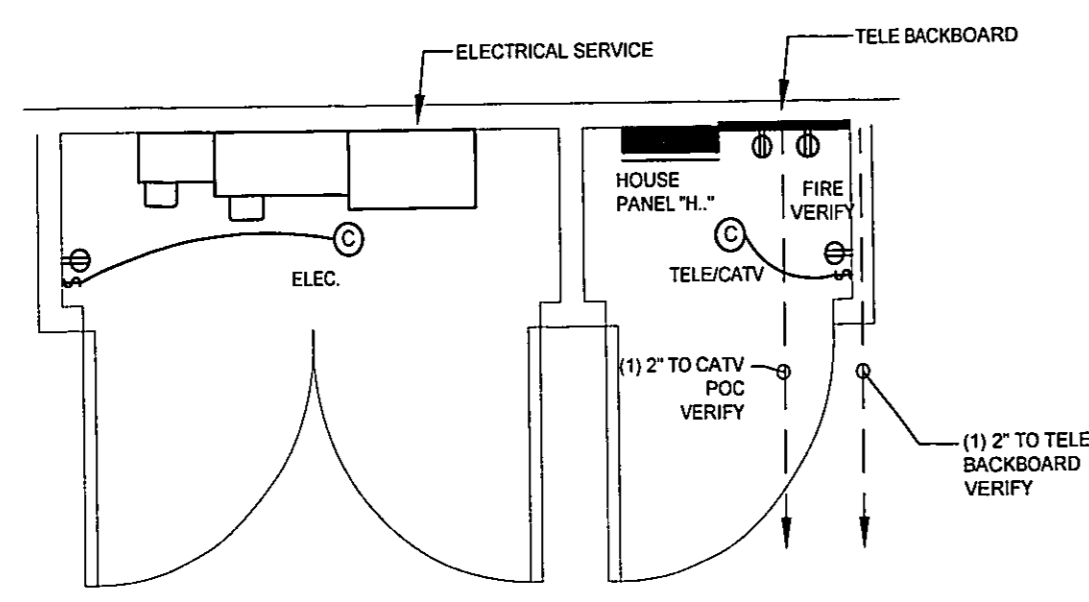 ELECTRICAL SERVICE
TELE BACKBOARD
HOUSE
PANEL "H.."
FIRE
VERIFY
C
C
ELEC.
TELE/CATV
(1) 2" TO CATV
POC
VERIFY
(1) 2" TO TELE
BACKBOARD
VERIFY